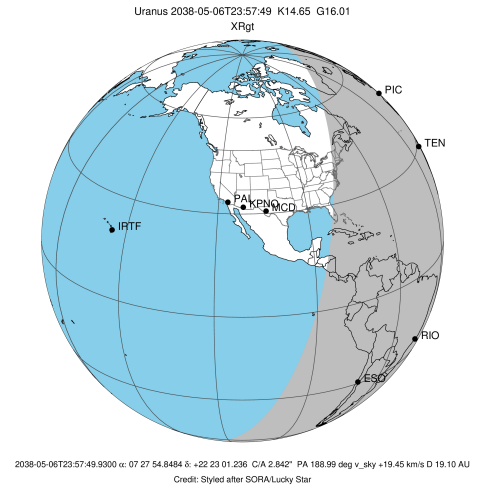 Uranus 2038-05-06T23:57:49 K14.65 G16.01
XRgt
PIC
TEN
PAL
KPNO
MCD
IRTF
RIO
ESO
2038-05-06T23:57:49.9300 α: 07 27 54.8484 δ: +22 23 01.236 C/A 2.842" PA 188.99 deg v_sky +19.45 km/s D 19.10 AU
Credit: Styled after SORA/Lucky Star